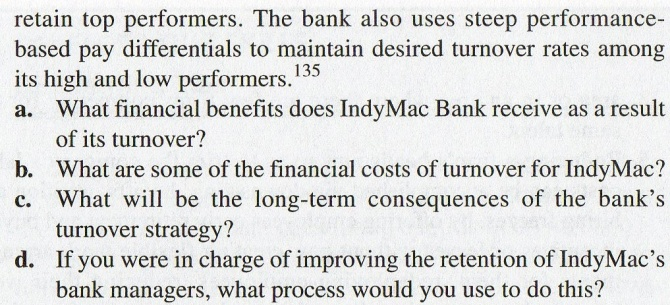 retain top performers. The bank also uses steep performance-
based pay differentials to maintain desired turnover rates among
its high and low performers.135
a. What financial benefits does IndyMac Bank receive as a result
of its turnover?
b. What are some of the financial costs of turnover for IndyMac?
c. What will be the long-term consequences of the bank's
turnover strategy?
d. If you were in charge of improving the retention of IndyMac's
bank managers, what process would you use to do this?